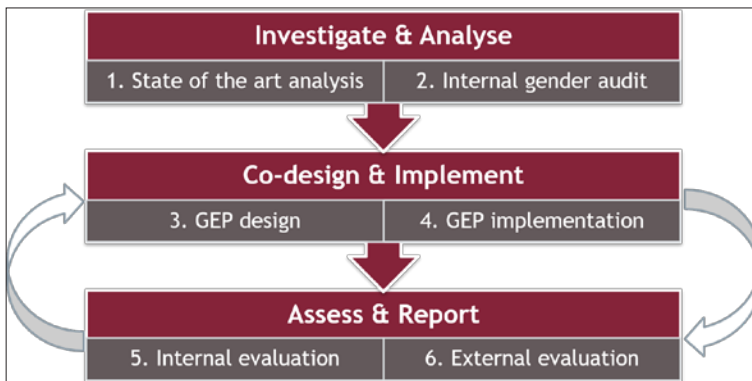 Investigate & Analyse
1. State of the art analysis
2. Internal gender audit
Co-design & Implement
3. GEP design
4. GEP implementation
Assess & Report
5. Internal evaluation
6. External evaluation